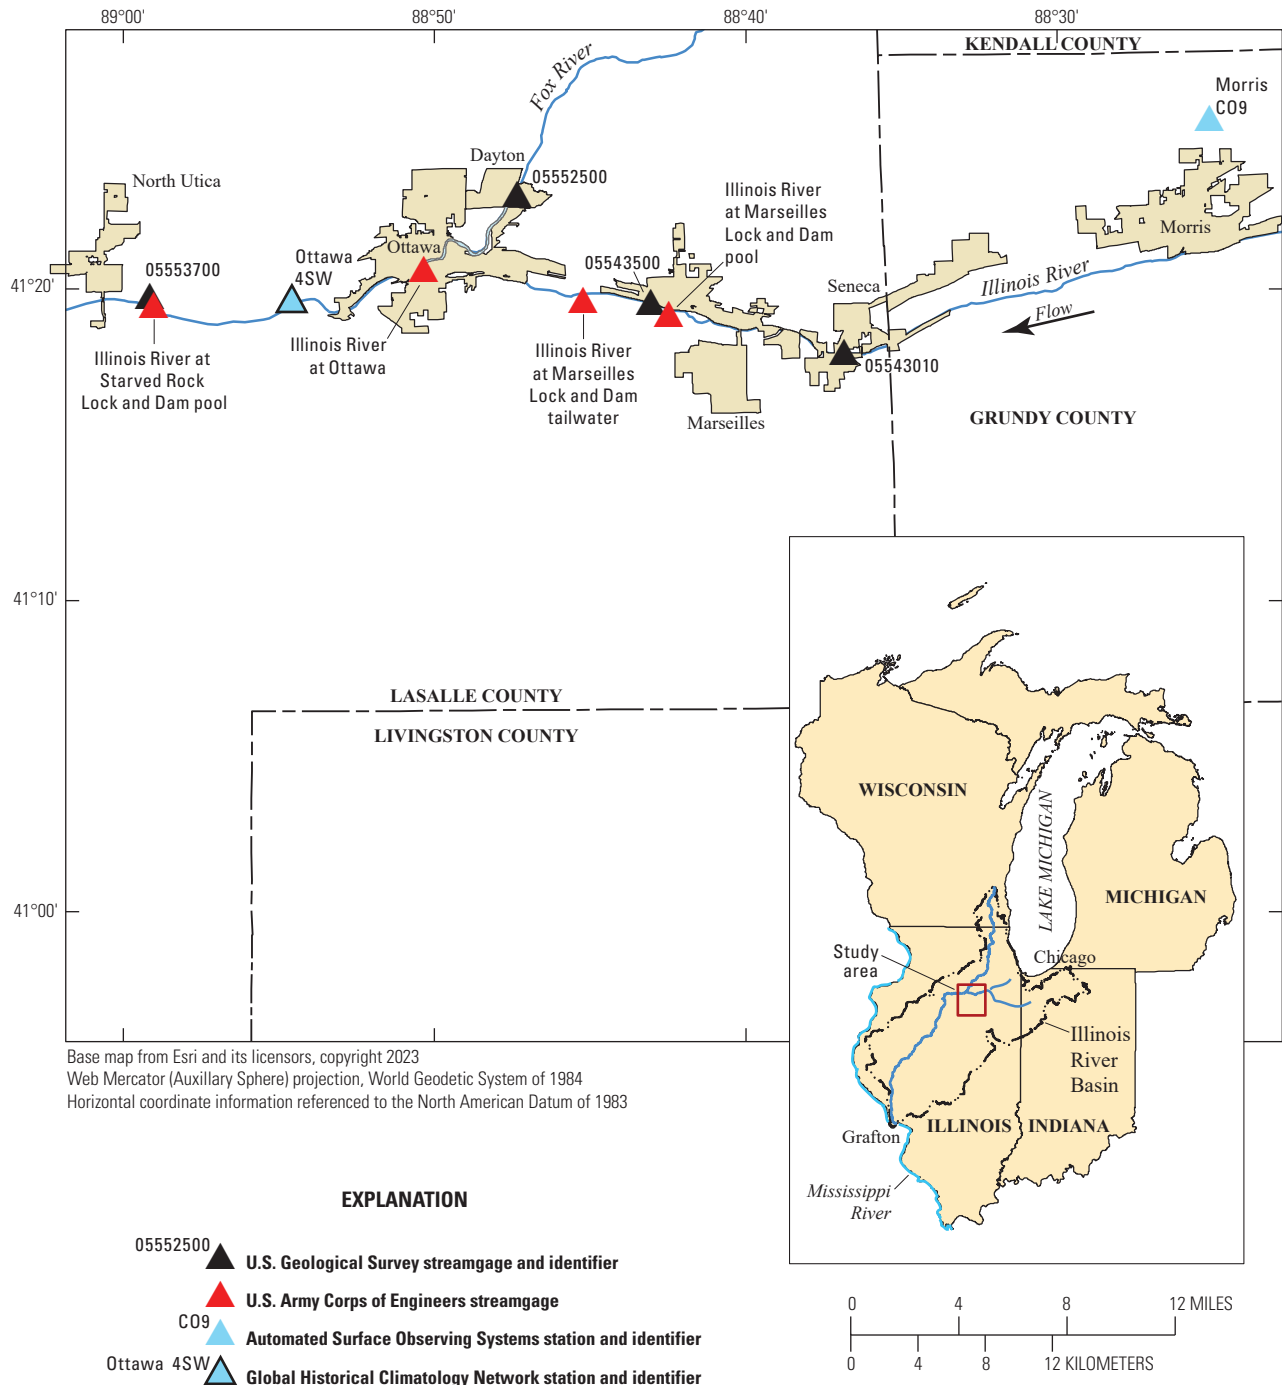 89°00'
88°50'
88°40'
88°30'
KENDALL COUNTY
Fox River
Morris
CO9
Dayton
05552500
North Utica
Illinois River
at Marseilles
Lock and Dam
pool
Morris
Ottawa
Ottawa
4SW
05553700
05543500
Seneca
Illinois River
Flow
41°20'
05543010
Illinois River at
Starved Rock
Lock and Dam pool
Illinois River
at Ottawa
Illinois River
at Marseilles
Lock and Dam
tailwater
Marseilles
GRUNDY COUNTY
41°10'
LASALLE COUNTY
LIVINGSTON COUNTY
41°00'
WISCONSIN
LAKE MICHIGAN
MICHIGAN
Study
area
Chicago
Illinois
River
Basin
Grafton
ILLINOIS
INDIANA
Mississippi
River
Base map from Esri and its licensors, copyright 2023
Web Mercator (Auxillary Sphere) projection, World Geodetic System of 1984
Horizontal coordinate information referenced to the North American Datum of 1983
EXPLANATION
05552500
U.S. Geological Survey streamgage and identifier
U.S. Army Corps of Engineers streamgage
CO9
Automated Surface Observing Systems station and identifier
Ottawa 4SW
Global Historical Climatology Network station and identifier
0 4 8 12 MILES
0 4 8 12 KILOMETERS